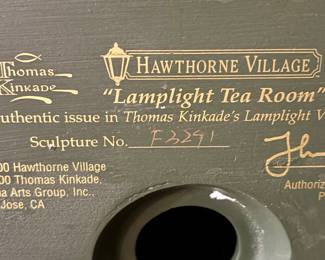 Thomas
Kinkade
HAWTHORNE VILLAGE
"Lamplight Tea Room"
uthentic issue in Thomas Kinkade's Lamplight V
Sculpture No. F3291
00 Hawthorne Village
00 Thomas Kinkade,
a Arts Group, Inc.,
Jose, CA
Authoriz
P